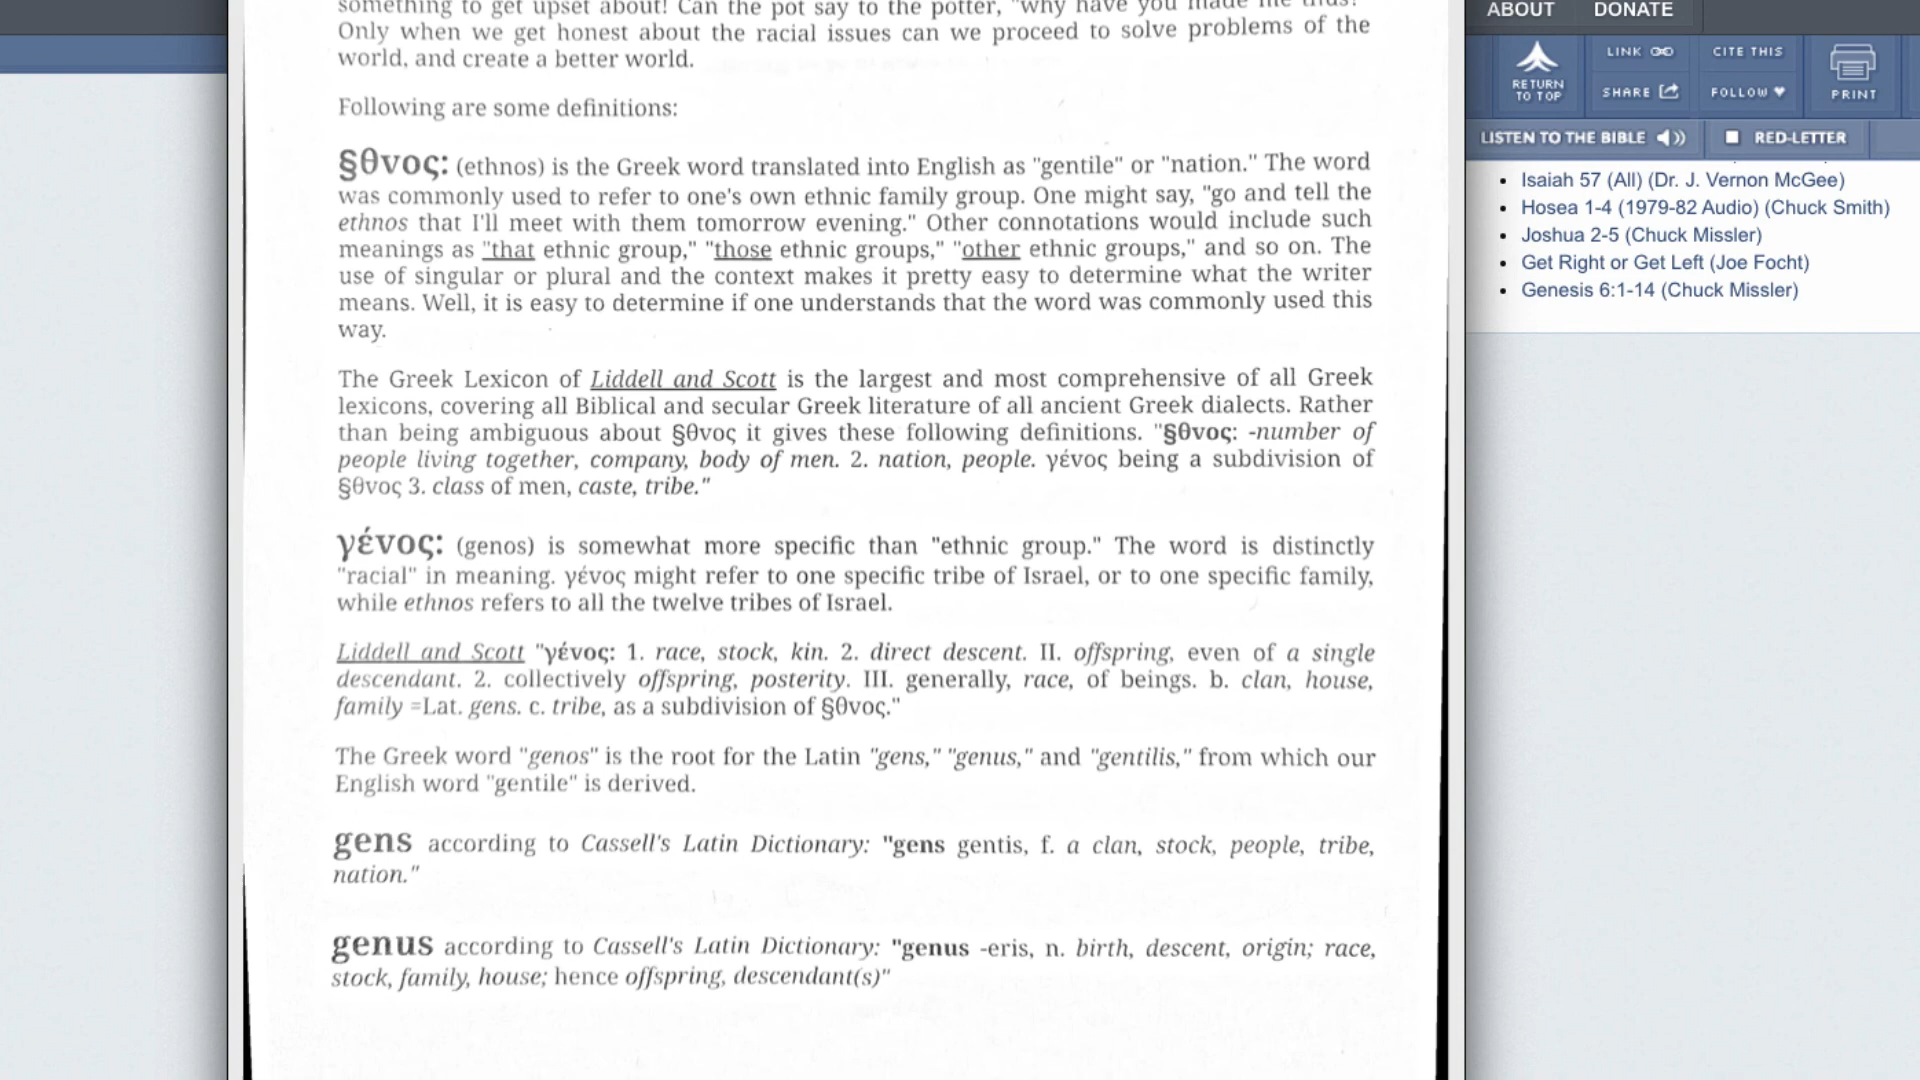 something to get upset about! Can the pot say to the potter, "why have you made me thus?"
Only when we get honest about the racial issues can we proceed to solve problems of the
world, and create a better world.
Following are some definitions:
§θνος: (ethnos) is the Greek word translated into English as "gentile" or "nation." The word
was commonly used to refer to one's own ethnic family group. One might say, "go and tell the
ethnos that I'll meet with them tomorrow evening." Other connotations would include such
meanings as "that ethnic group," "those ethnic groups," "other ethnic groups," and so on. The
use of singular or plural and the context makes it pretty easy to determine what the writer
means. Well, it is easy to determine if one understands that the word was commonly used this
way.
The Greek Lexicon of Liddell and Scott is the largest and most comprehensive of all Greek
lexicons, covering all Biblical and secular Greek literature of all ancient Greek dialects. Rather
than being ambiguous about §θνος it gives these following definitions. "§θνος: -number of
people living together, company, body of men. 2. nation, people. γένος being a subdivision of
§θνος 3. class of men, caste, tribe."
γένος: (genos) is somewhat more specific than "ethnic group." The word is distinctly
"racial" in meaning. γένος might refer to one specific tribe of Israel, or to one specific family,
while ethnos refers to all the twelve tribes of Israel.
Liddell and Scott "γένος: 1. race, stock, kin. 2. direct descent. II. offspring, even of a single
descendant. 2. collectively offspring, posterity. III. generally, race, of beings. b. clan, house,
family =Lat. gens. c. tribe, as a subdivision of §θνος."
The Greek word "genos" is the root for the Latin "gens," "genus," and "gentilis," from which our
English word "gentile" is derived.
gens according to Cassell's Latin Dictionary: "gens gentis, f. a clan, stock, people, tribe,
nation."
genus according to Cassell's Latin Dictionary: "genus -eris, n. birth, descent, origin; race,
stock, family, house; hence offspring, descendant(s)"
ABOUT DONATE
RETURN TO TOP
LINK CITE THIS
SHARE FOLLOW
PRINT
LISTEN TO THE BIBLE RED-LETTER
Isaiah 57 (All) (Dr. J. Vernon McGee)
Hosea 1-4 (1979-82 Audio) (Chuck Smith)
Joshua 2-5 (Chuck Missler)
Get Right or Get Left (Joe Focht)
Genesis 6:1-14 (Chuck Missler)